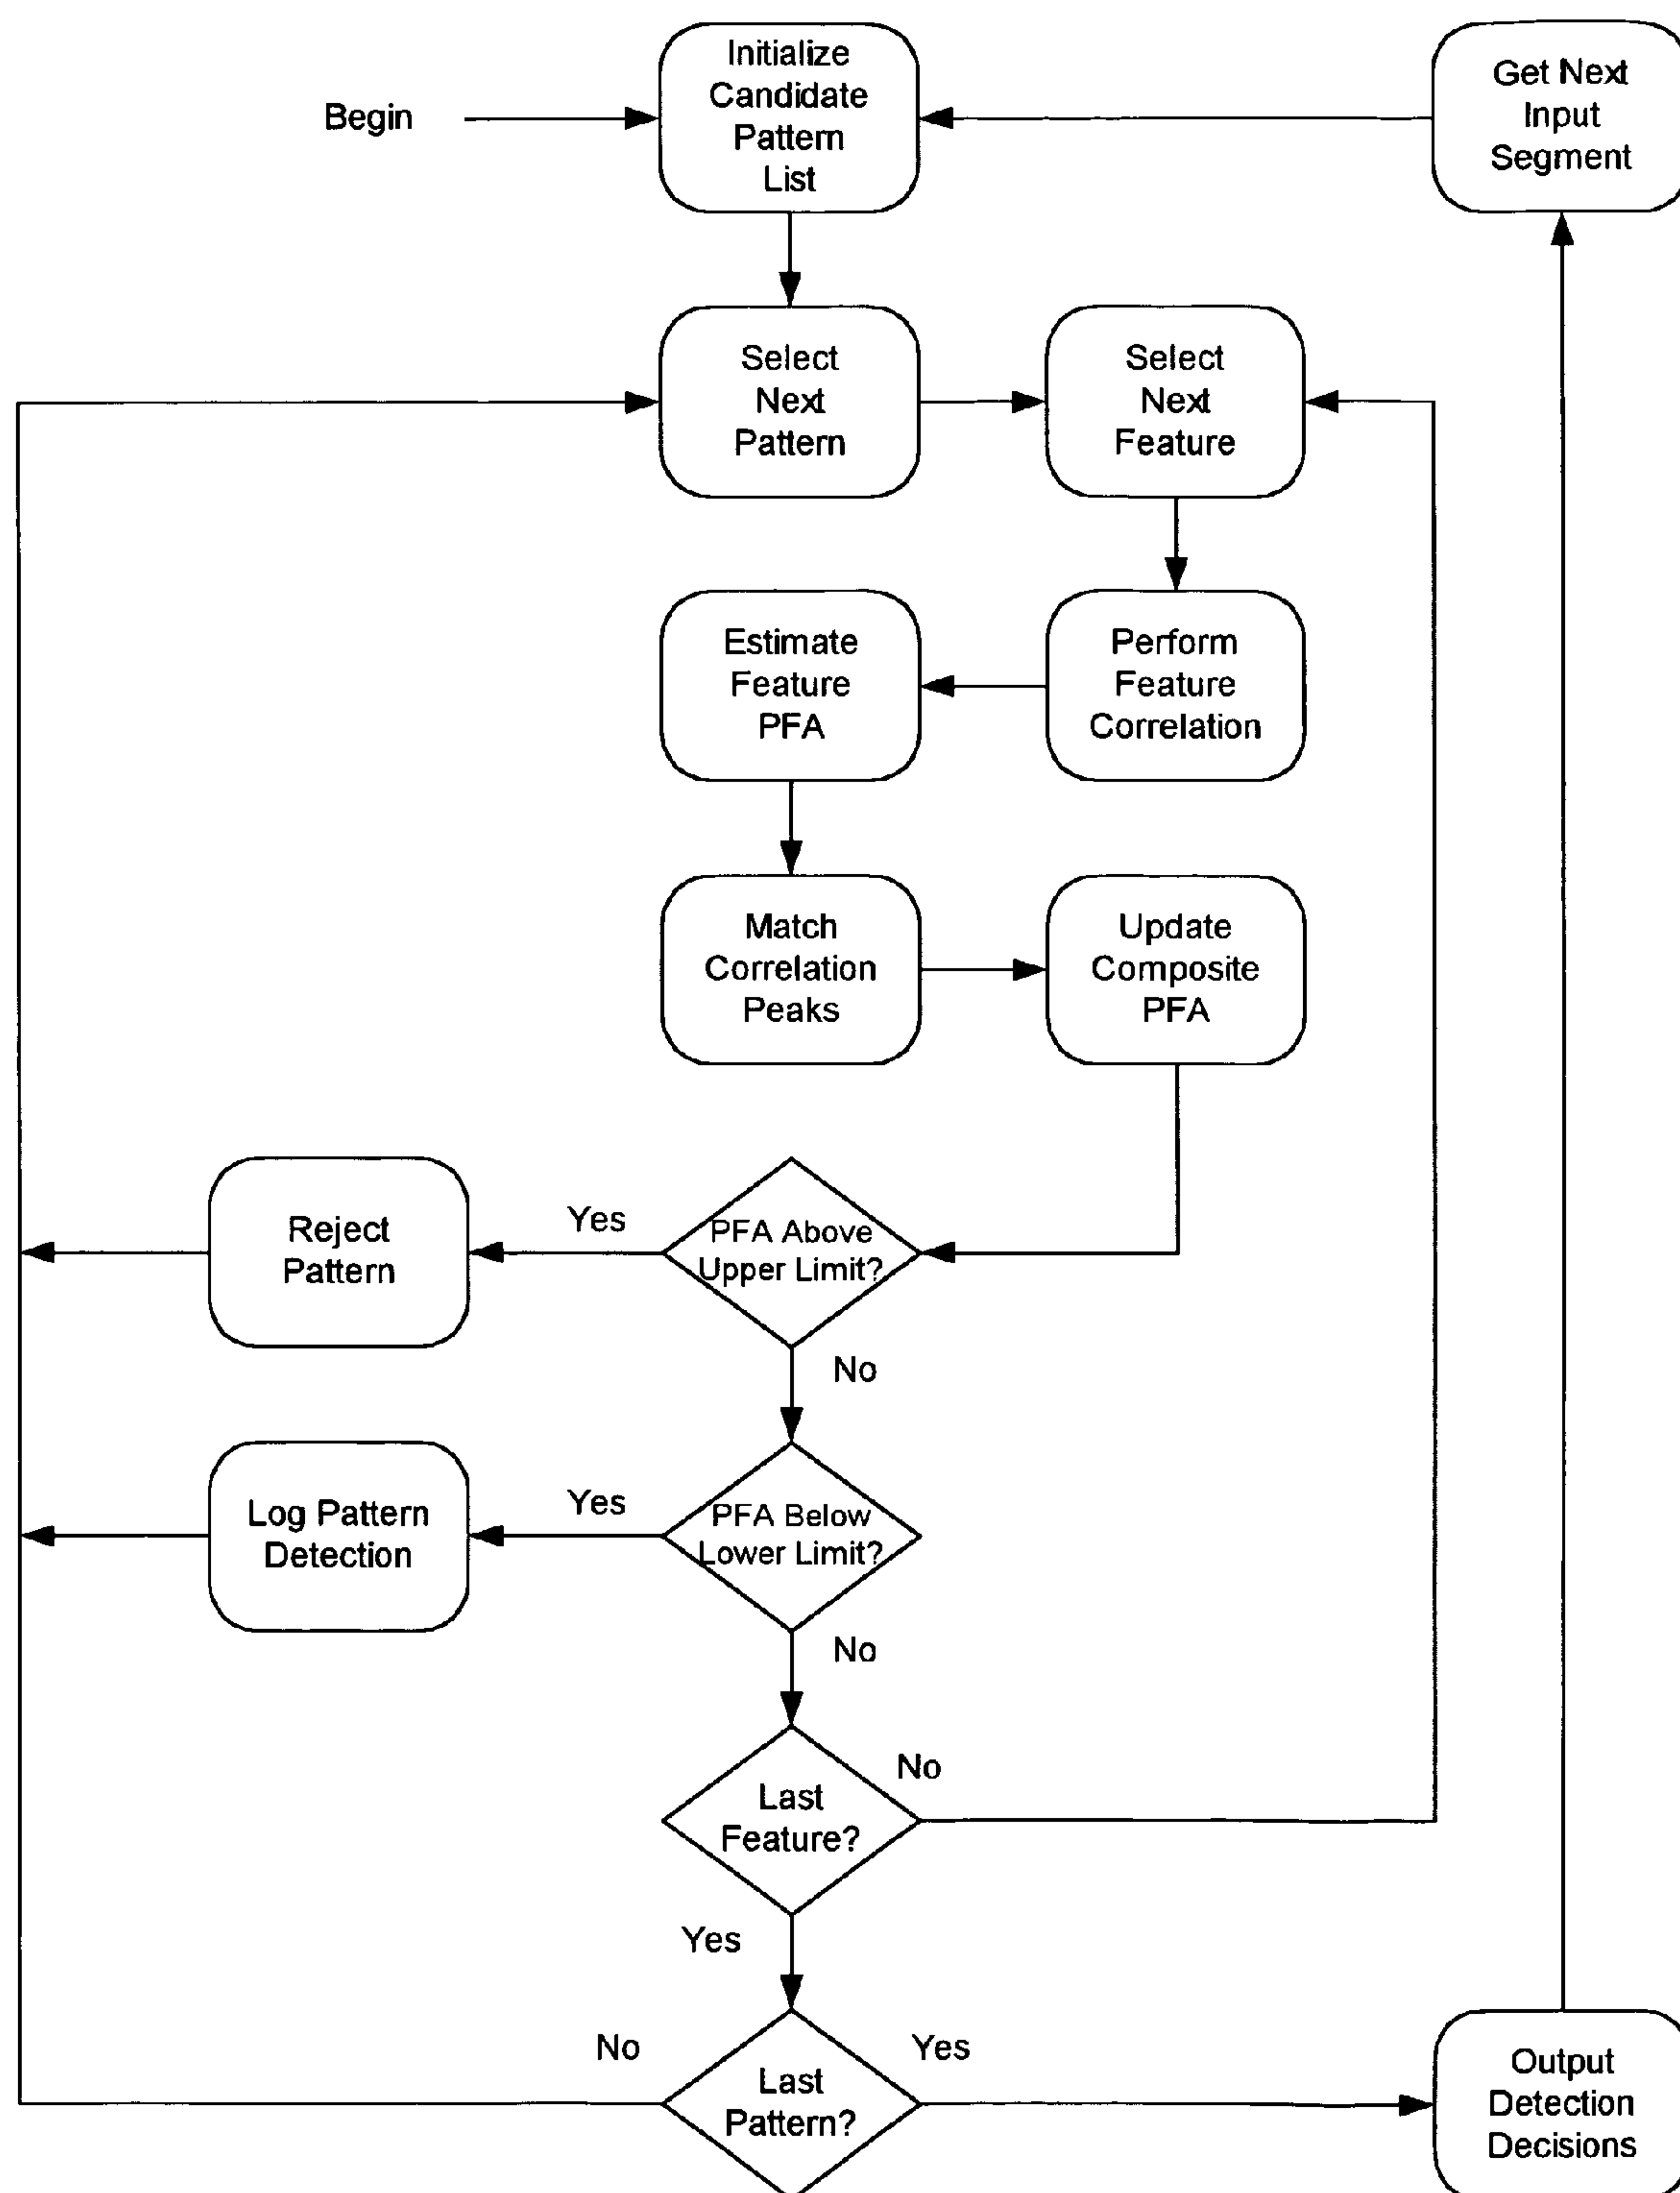 Begin
Initialize
Candidate
Pattern
List
Get Next
Input
Segment
Select
Next
Pattern
Select
Next
Feature
Estimate
Feature
PFA
Perform
Feature
Correlation
Match
Correlation
Peaks
Update
Composite
PFA
Reject
Pattern
Yes
PFA Above
Upper Limit?
No
Log Pattern
Detection
Yes
PFA Below
Lower Limit?
No
Last
Feature?
No
Yes
No
Last
Pattern?
Yes
Output
Detection
Decisions